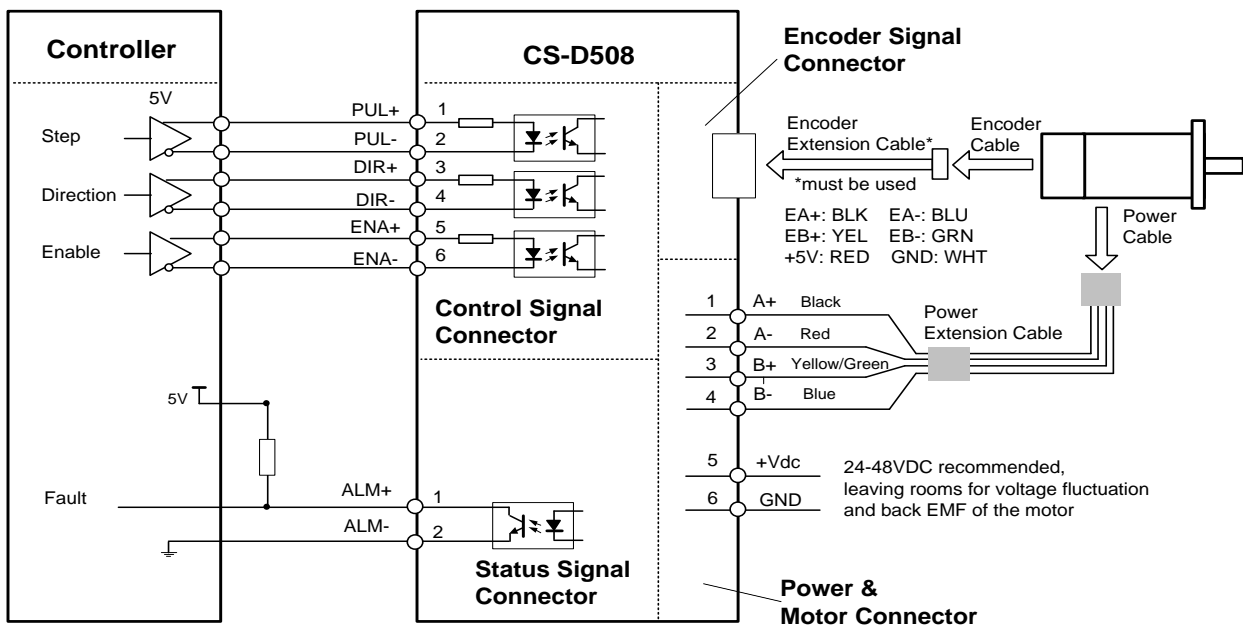 Controller
CS-D508
Encoder Signal
Connector
5V
Step
Direction
Enable
PUL+
PUL-
DIR+
DIR-
ENA+
ENA-
1
2
3
4
5
6
Control Signal
Connector
Encoder
Extension Cable*
*must be used
Encoder
Cable
EA+: BLK EA-: BLU
EB+: YEL EB-: GRN
+5V: RED GND: WHT
Power
Cable
1 A+ Black
2 A- Red
3 B+ Yellow/Green
4 B- Blue
Power
Extension Cable
5 +Vdc
6 GND
24-48VDC recommended,
leaving rooms for voltage fluctuation
and back EMF of the motor
5V
Fault
ALM+ 1
ALM- 2
Status Signal
Connector
Power &
Motor Connector